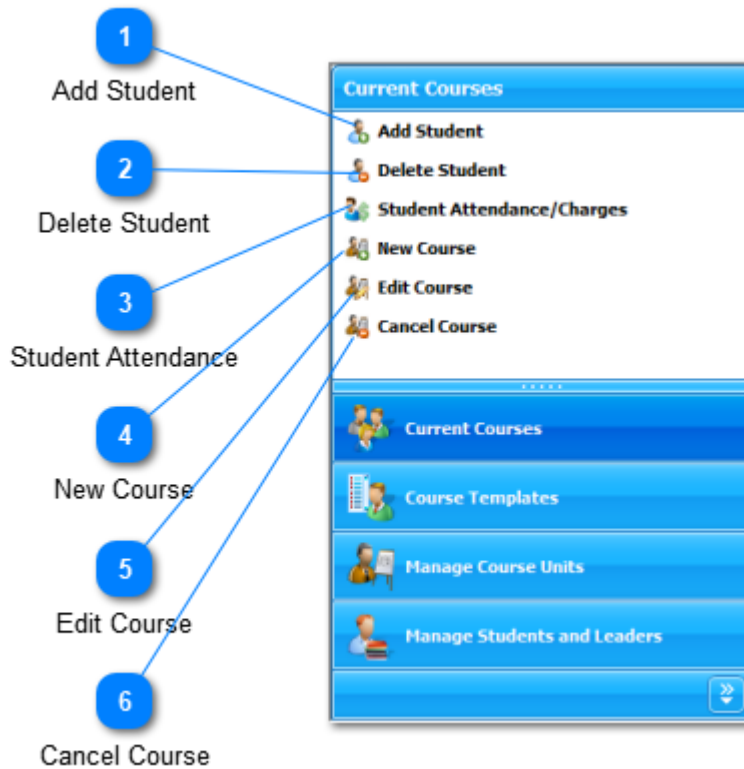 1
Add Student
2
Delete Student
3
Student Attendance
4
New Course
5
Edit Course
6
Cancel Course
Current Courses
Add Student
Delete Student
Student Attendance/Charges
New Course
Edit Course
Cancel Course
Current Courses
Course Templates
Manage Course Units
Manage Students and Leaders